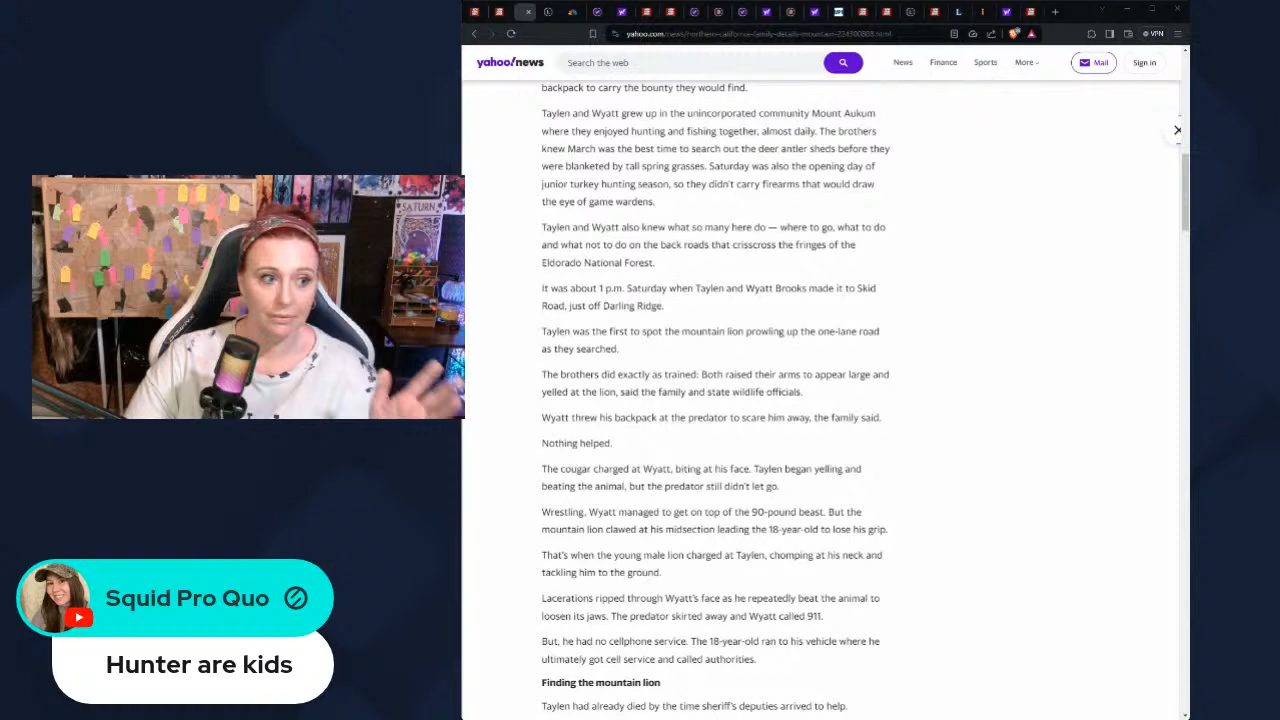 yahoo.com/news/northern-california-family-details-mountain-224300808.html
VPN
yahoo!news
Search the web
News
Finance
Sports
More
Mail
Sign in
backpack to carry the bounty they would find.
Taylen and Wyatt grew up in the unincorporated community Mount Aukum
where they enjoyed hunting and fishing together, almost daily. The brothers
knew March was the best time to search out the deer antler sheds before they
were blanketed by tall spring grasses. Saturday was also the opening day of
junior turkey hunting season, so they didn't carry firearms that would draw
the eye of game wardens.
Taylen and Wyatt also knew what so many here do — where to go, what to do
and what not to do on the back roads that crisscross the fringes of the
Eldorado National Forest.
It was about 1 p.m. Saturday when Taylen and Wyatt Brooks made it to Skid
Road, just off Darling Ridge.
Taylen was the first to spot the mountain lion prowling up the one-lane road
as they searched.
The brothers did exactly as trained: Both raised their arms to appear large and
yelled at the lion, said the family and state wildlife officials.
Wyatt threw his backpack at the predator to scare him away, the family said.
Nothing helped.
The cougar charged at Wyatt, biting at his face. Taylen began yelling and
beating the animal, but the predator still didn't let go.
Wrestling, Wyatt managed to get on top of the 90-pound beast. But the
mountain lion clawed at his midsection leading the 18-year-old to lose his grip.
That's when the young male lion charged at Taylen, chomping at his neck and
tackling him to the ground.
Lacerations ripped through Wyatt's face as he repeatedly beat the animal to
loosen its jaws. The predator skirted away and Wyatt called 911.
But, he had no cellphone service. The 18-year-old ran to his vehicle where he
ultimately got cell service and called authorities.
Finding the mountain lion
Taylen had already died by the time sheriff's deputies arrived to help.
SATURN
Squid Pro Quo
Hunter are kids